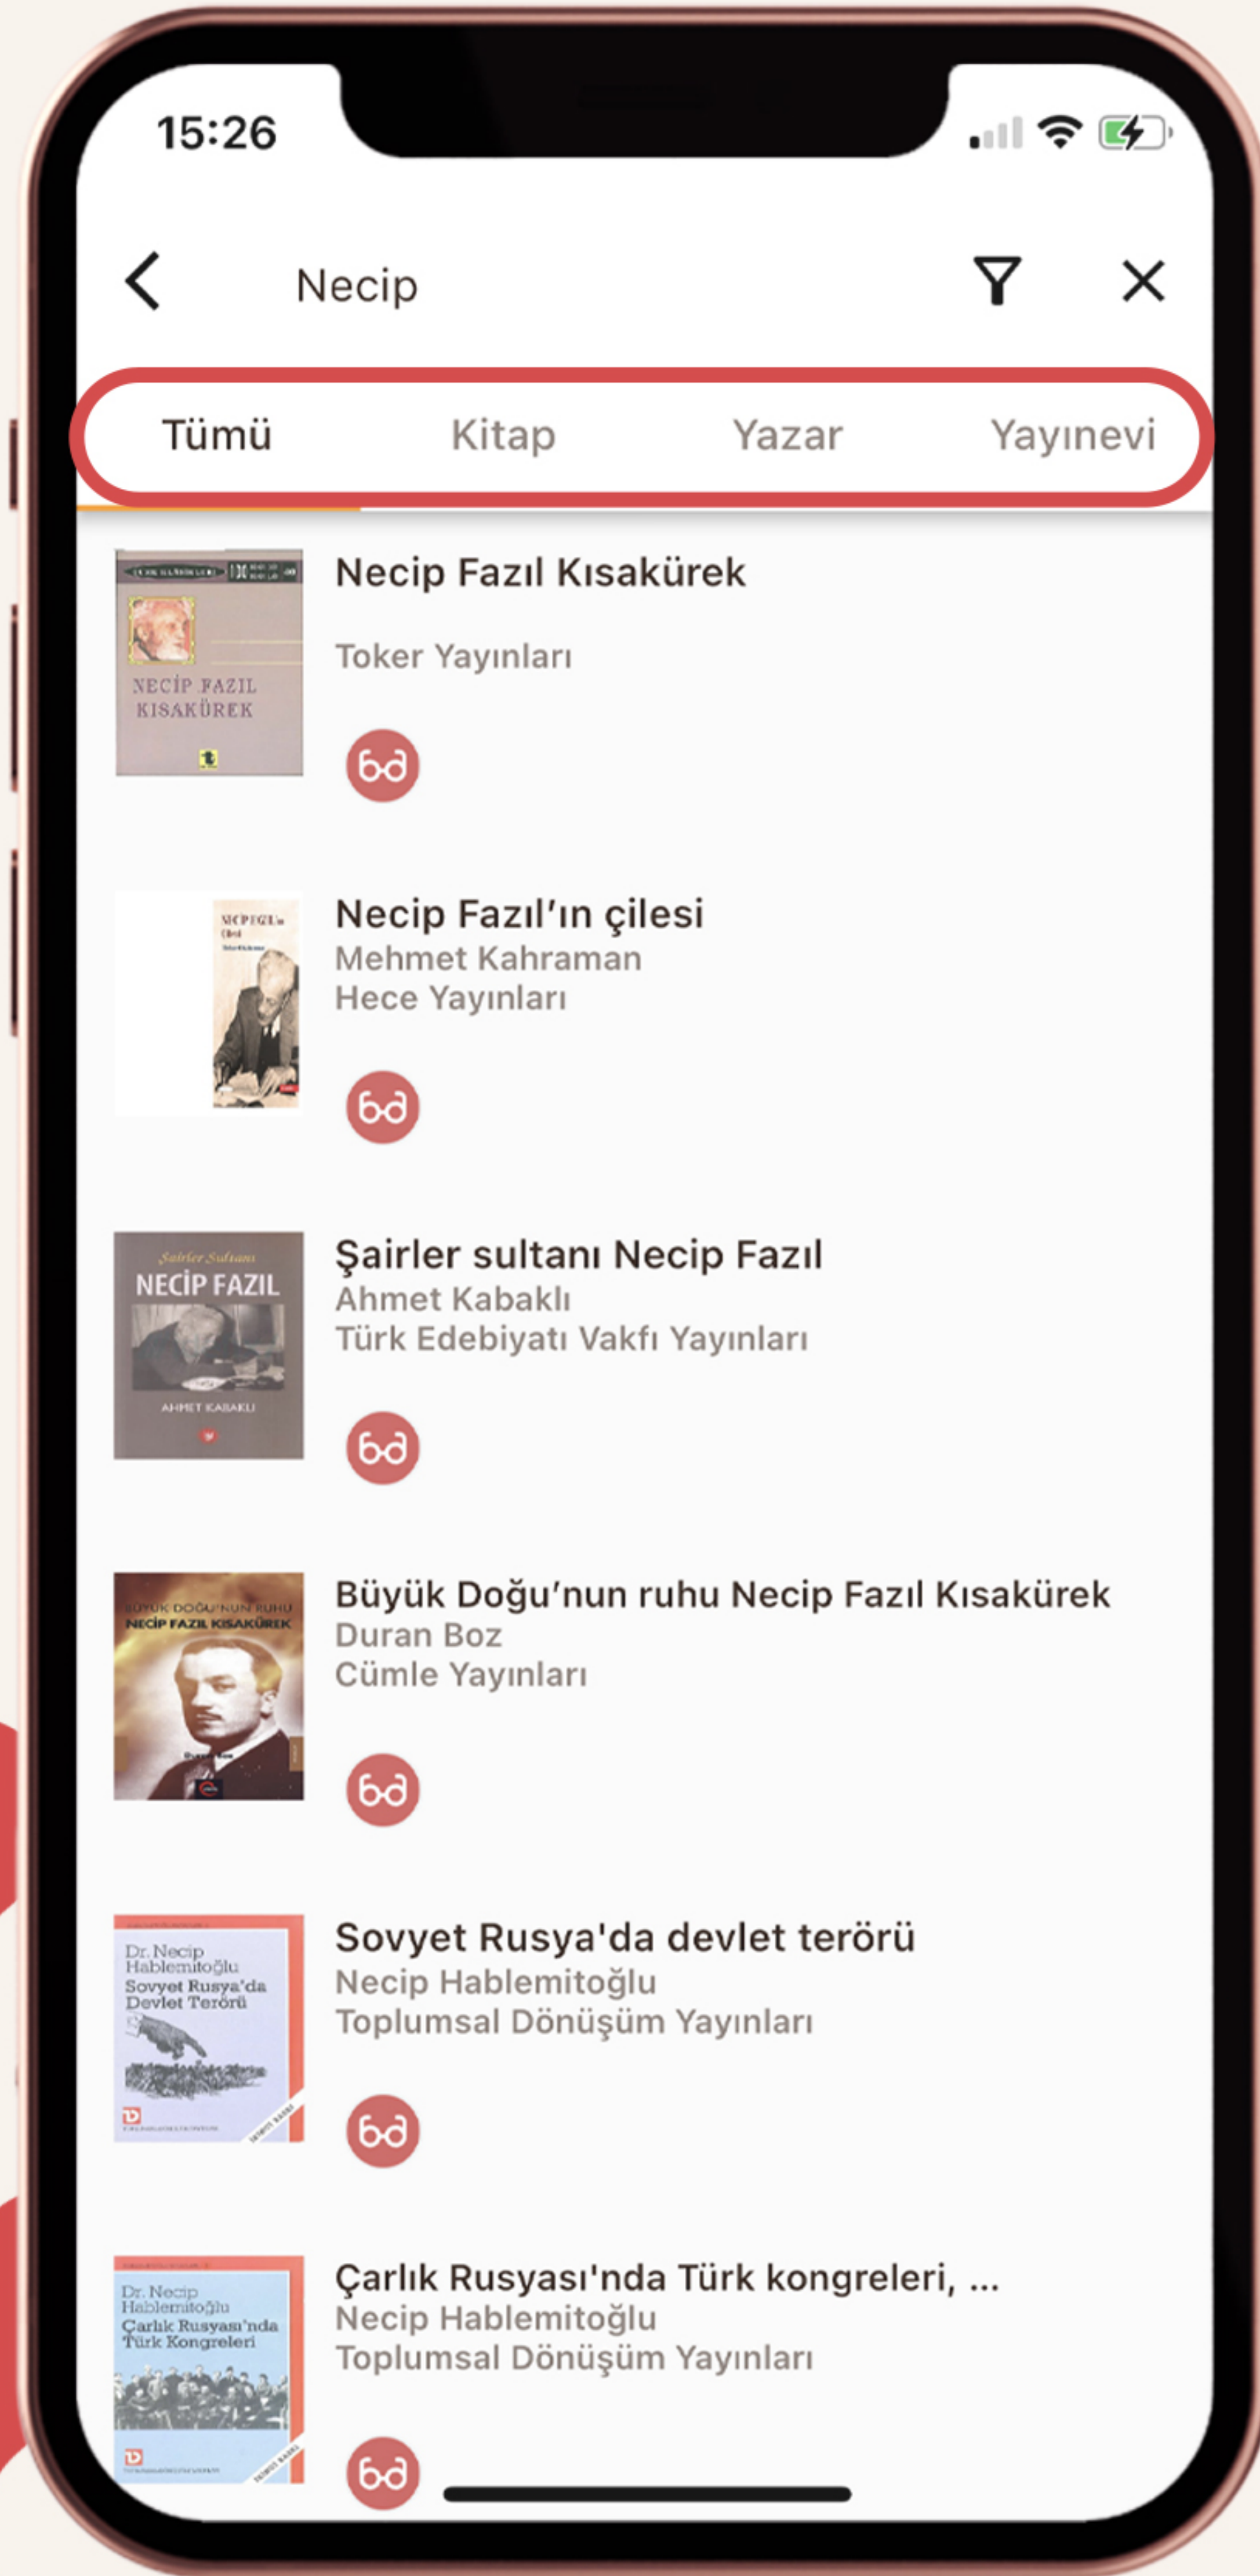 15:26
Necip
Tümü Kitap Yazar Yayınevi
NECİP FAZIL
KISAKÜREK
Necip Fazıl Kısakürek
Toker Yayınları
Necip Fazıl’ın çilesi
Mehmet Kahraman
Hece Yayınları
Şairler Sultanı
NECİP FAZIL
AHMET KABAKLI
Şairler sultanı Necip Fazıl
Ahmet Kabaklı
Türk Edebiyatı Vakfı Yayınları
BÜYÜK DOĞU'NUN RUHU
NECİP FAZIL KISAKÜREK
Büyük Doğu’nun ruhu Necip Fazıl Kısakürek
Duran Boz
Cümle Yayınları
Dr. Necip
Hablemitoğlu
Sovyet Rusya'da
Devlet Terörü
Sovyet Rusya'da devlet terörü
Necip Hablemitoğlu
Toplumsal Dönüşüm Yayınları
Dr. Necip
Hablemitoğlu
Çarlık Rusyası'nda
Türk Kongreleri
Çarlık Rusyası'nda Türk kongreleri, ...
Necip Hablemitoğlu
Toplumsal Dönüşüm Yayınları